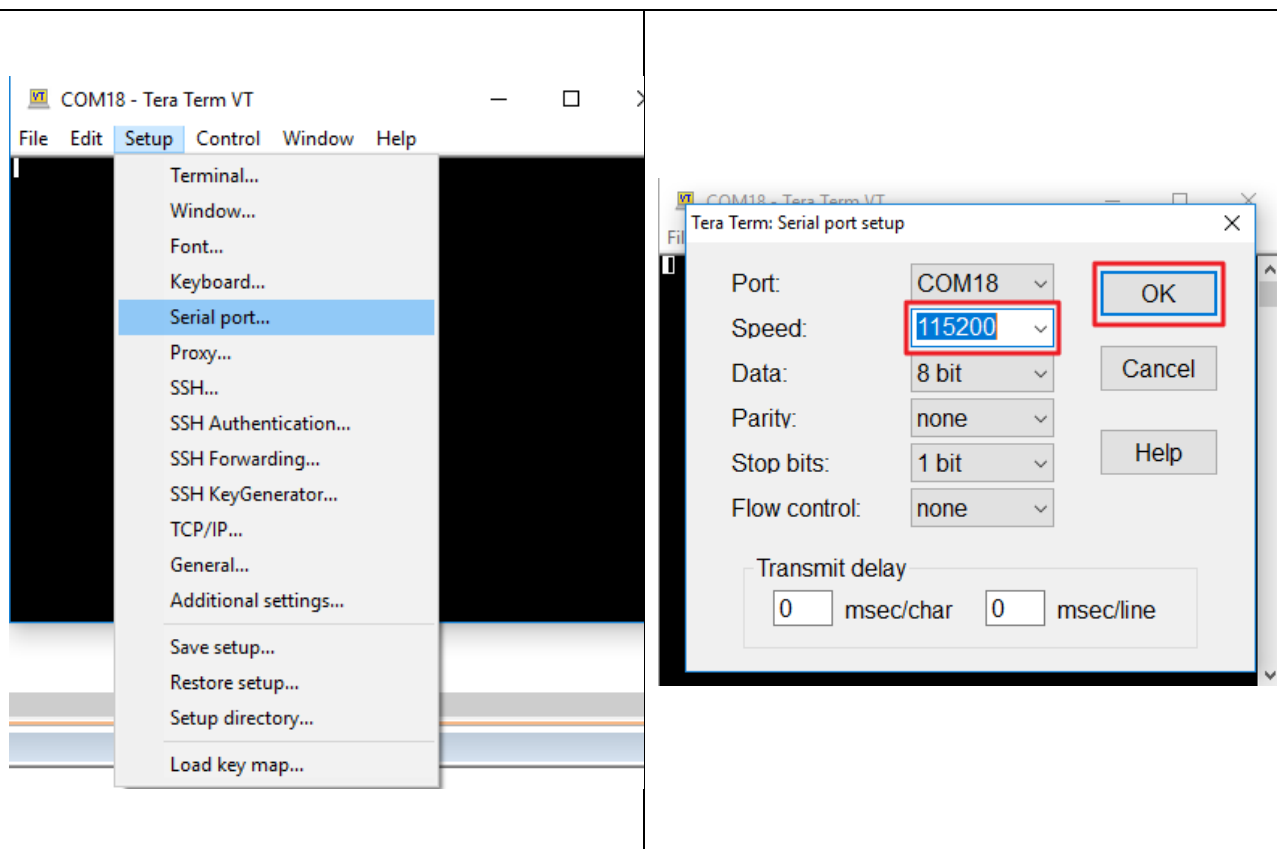 COM18 - Tera Term VT
File Edit Setup Control Window Help
Terminal...
Window...
Font...
Keyboard...
Serial port...
Proxy...
SSH...
SSH Authentication...
SSH Forwarding...
SSH KeyGenerator...
TCP/IP...
General...
Additional settings...
Save setup...
Restore setup...
Setup directory...
Load key map...
COM18 - Tera Term VT
Fil
Tera Term: Serial port setup
Port: COM18 OK
Speed: 115200
Data: 8 bit Cancel
Parity: none
Stop bits: 1 bit Help
Flow control: none
Transmit delay
0 msec/char 0 msec/line